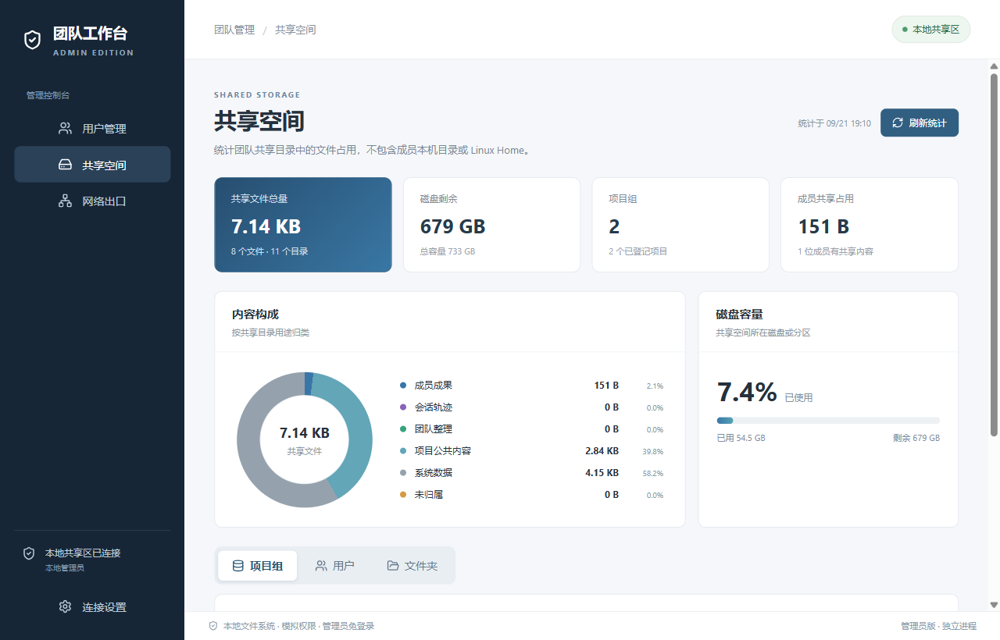 团队工作台
ADMIN EDITION
管理控制台
用户管理
共享空间
网络出口
本地共享区已连接
本地管理员
连接设置
团队管理 / 共享空间
本地共享区
SHARED STORAGE
共享空间
统计团队共享目录中的文件占用，不包含成员本机目录或 Linux Home。
统计于 09/21 19:10
刷新统计
共享文件总量
7.14 KB
8 个文件 · 11 个目录
磁盘剩余
679 GB
总容量 733 GB
项目组
2
2 个已登记项目
成员共享占用
151 B
1 位成员有共享内容
内容构成
按共享目录用途归类
7.14 KB
共享文件
成员成果 151 B 2.1%
会话轨迹 0 B 0.0%
团队整理 0 B 0.0%
项目公共内容 2.84 KB 39.8%
系统数据 4.15 KB 58.2%
未归属 0 B 0.0%
磁盘容量
共享空间所在磁盘或分区
7.4% 已使用
已用 54.5 GB 剩余 679 GB
项目组 用户 文件夹
本地文件系统 · 模拟权限 · 管理员免登录
管理员版 · 独立进程